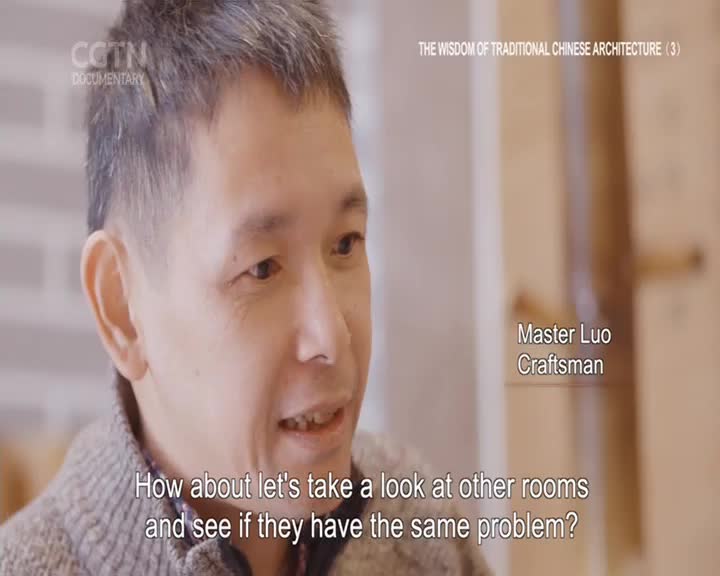 CGTN
DOCUMENTARY
THE WISDOM OF TRADITIONAL CHINESE ARCHITECTURE（3）
Master Luo
Craftsman
How about let's take a look at other rooms
and see if they have the same problem?